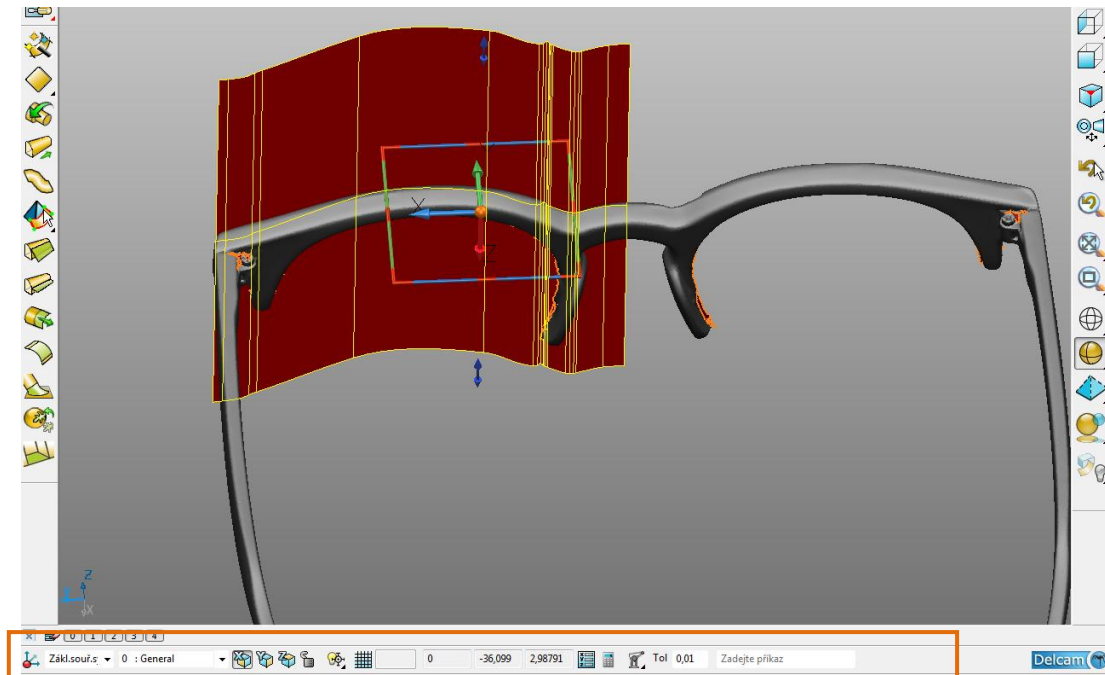 X
Z
Z
X
0 1 2 3 4
Zákl.souř.s 0 : General 0 -36,099 2,98791 Tol 0,01 Zadejte příkaz
Delcam